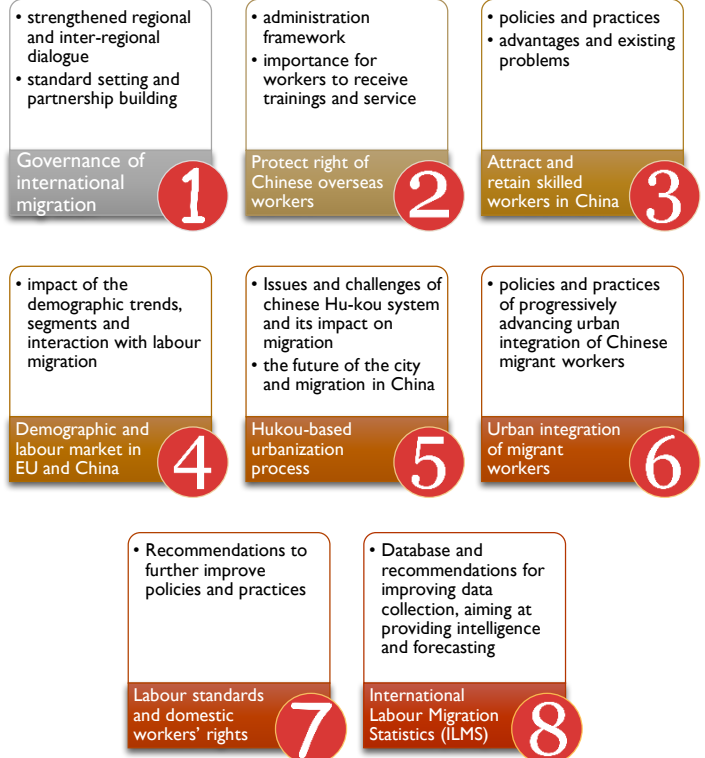 • strengthened regional
and inter-regional
dialogue
• standard setting and
partnership building
Governance of
international
migration
1
• administration
framework
• importance for
workers to receive
trainings and service
Protect right of
Chinese overseas
workers
2
• policies and practices
• advantages and existing
problems
Attract and
retain skilled
workers in China
3
• impact of the
demographic trends,
segments and
interaction with labour
migration
Demographic and
labour market in
EU and China
4
• Issues and challenges of
chinese Hu-kou system
and its impact on
migration
• the future of the city
and migration in China
Hukou-based
urbanization
process
5
• policies and practices
of progressively
advancing urban
integration of Chinese
migrant workers
Urban integration
of migrant
workers
6
• Recommendations to
further improve
policies and practices
Labour standards
and domestic
workers' rights
7
• Database and
recommendations for
improving data
collection, aiming at
providing intelligence
and forecasting
International
Labour Migration
Statistics (ILMS)
8